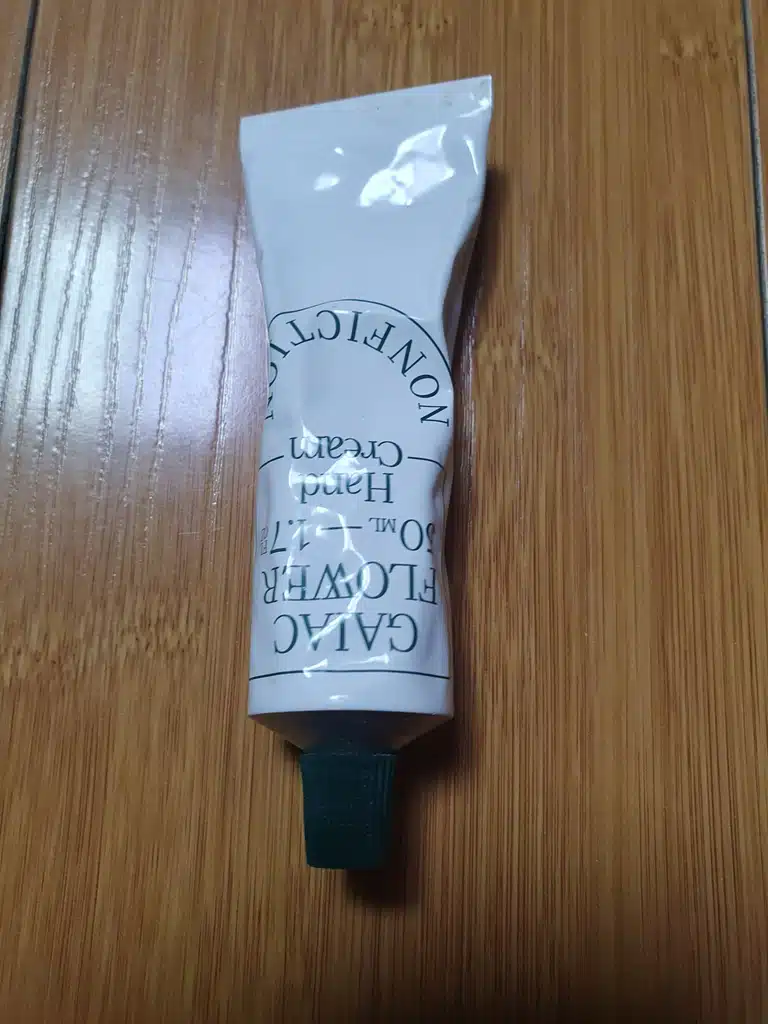 GAIAC
FLOWER
50 ML — 1.7
Hand
Cream
NONFICTION